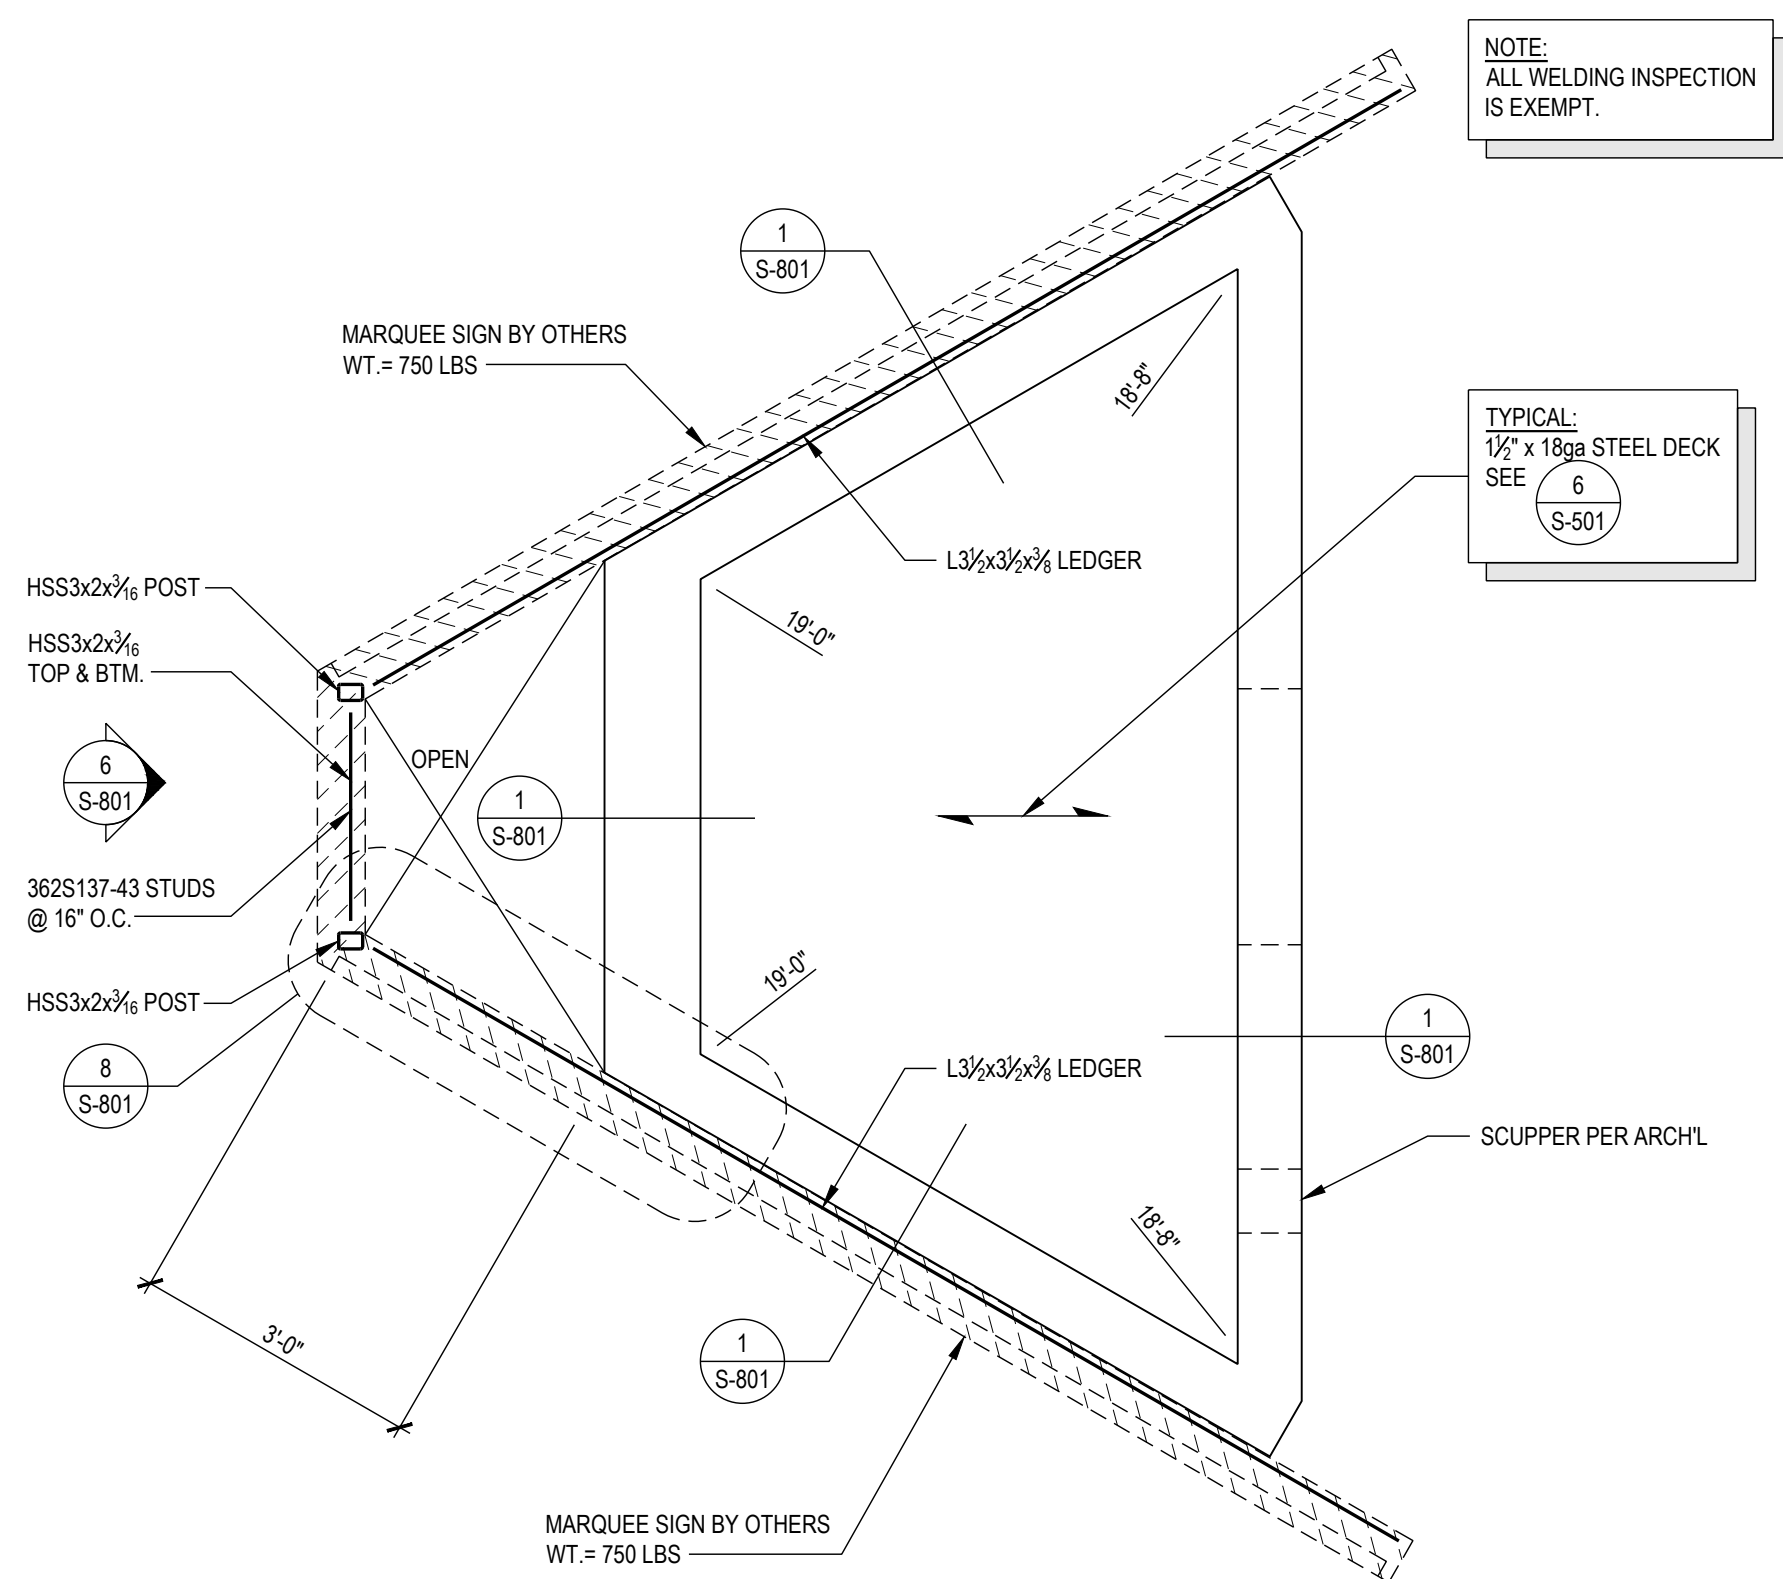 NOTE:
ALL WELDING INSPECTION
IS EXEMPT.
1
S-801
MARQUEE SIGN BY OTHERS
WT.= 750 LBS
18'-8"
TYPICAL:
1½" x 18ga STEEL DECK
SEE
6
S-501
L3½x3½x⅜ LEDGER
HSS3x2x3⁄16 POST
19'-0"
HSS3x2x3⁄16
TOP & BTM.
OPEN
6
S-801
1
S-801
362S137-43 STUDS
@ 16" O.C.
19'-0"
HSS3x2x3⁄16 POST
1
S-801
8
S-801
L3½x3½x⅜ LEDGER
SCUPPER PER ARCH'L
18'-8"
3'-0"
1
S-801
MARQUEE SIGN BY OTHERS
WT.= 750 LBS